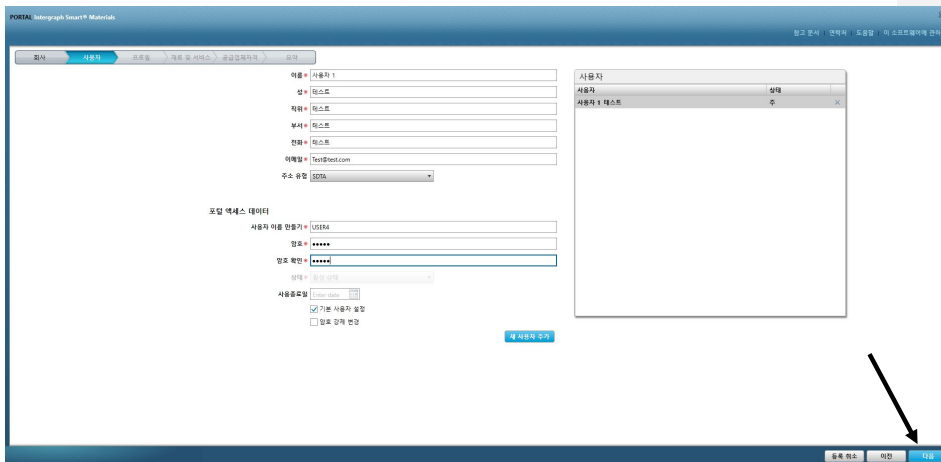 PORTAL Intergraph Smart® Materials
참고 문서 | 연락처 | 도움말 | 이 소프트웨어에 관하
회사 사용자 프로필 재료 및 서비스 공급업체자격 요약
이름* 사용자 1
성* 테스트
직위* 테스트
부서* 테스트
전화* 테스트
이메일* Test@test.com
주소 유형 SDTA
포털 액세스 데이터
사용자 이름 만들기* USER4
암호* •••••
암호 확인* •••••
상태* 활성 상태
사용종료일 Enter date
기본 사용자 설정
암호 강제 변경
새 사용자 추가
사용자
사용자 상태
사용자 1 테스트 주
등록 취소 이전 다음